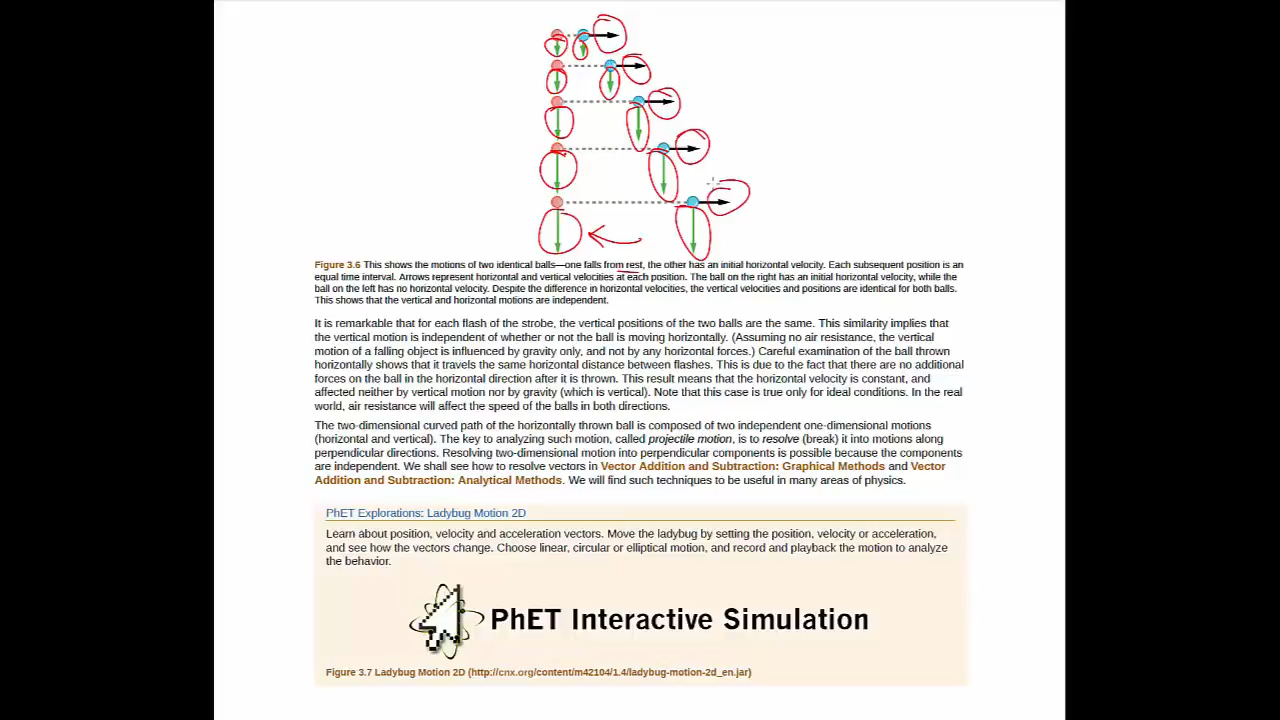 Figure 3.6 This shows the motions of two identical balls—one falls from rest, the other has an initial horizontal velocity. Each subsequent position is an
equal time interval. Arrows represent horizontal and vertical velocities at each position. The ball on the right has an initial horizontal velocity, while the
ball on the left has no horizontal velocity. Despite the difference in horizontal velocities, the vertical velocities and positions are identical for both balls.
This shows that the vertical and horizontal motions are independent.
It is remarkable that for each flash of the strobe, the vertical positions of the two balls are the same. This similarity implies that
the vertical motion is independent of whether or not the ball is moving horizontally. (Assuming no air resistance, the vertical
motion of a falling object is influenced by gravity only, and not by any horizontal forces.) Careful examination of the ball thrown
horizontally shows that it travels the same horizontal distance between flashes. This is due to the fact that there are no additional
forces on the ball in the horizontal direction after it is thrown. This result means that the horizontal velocity is constant, and
affected neither by vertical motion nor by gravity (which is vertical). Note that this case is true only for ideal conditions. In the real
world, air resistance will affect the speed of the balls in both directions.
The two-dimensional curved path of the horizontally thrown ball is composed of two independent one-dimensional motions
(horizontal and vertical). The key to analyzing such motion, called projectile motion, is to resolve (break) it into motions along
perpendicular directions. Resolving two-dimensional motion into perpendicular components is possible because the components
are independent. We shall see how to resolve vectors in Vector Addition and Subtraction: Graphical Methods and Vector
Addition and Subtraction: Analytical Methods. We will find such techniques to be useful in many areas of physics.
PhET Explorations: Ladybug Motion 2D
Learn about position, velocity and acceleration vectors. Move the ladybug by setting the position, velocity or acceleration,
and see how the vectors change. Choose linear, circular or elliptical motion, and record and playback the motion to analyze
the behavior.
PhET Interactive Simulation
Figure 3.7 Ladybug Motion 2D (http://cnx.org/content/m42104/1.4/ladybug-motion-2d_en.jar)